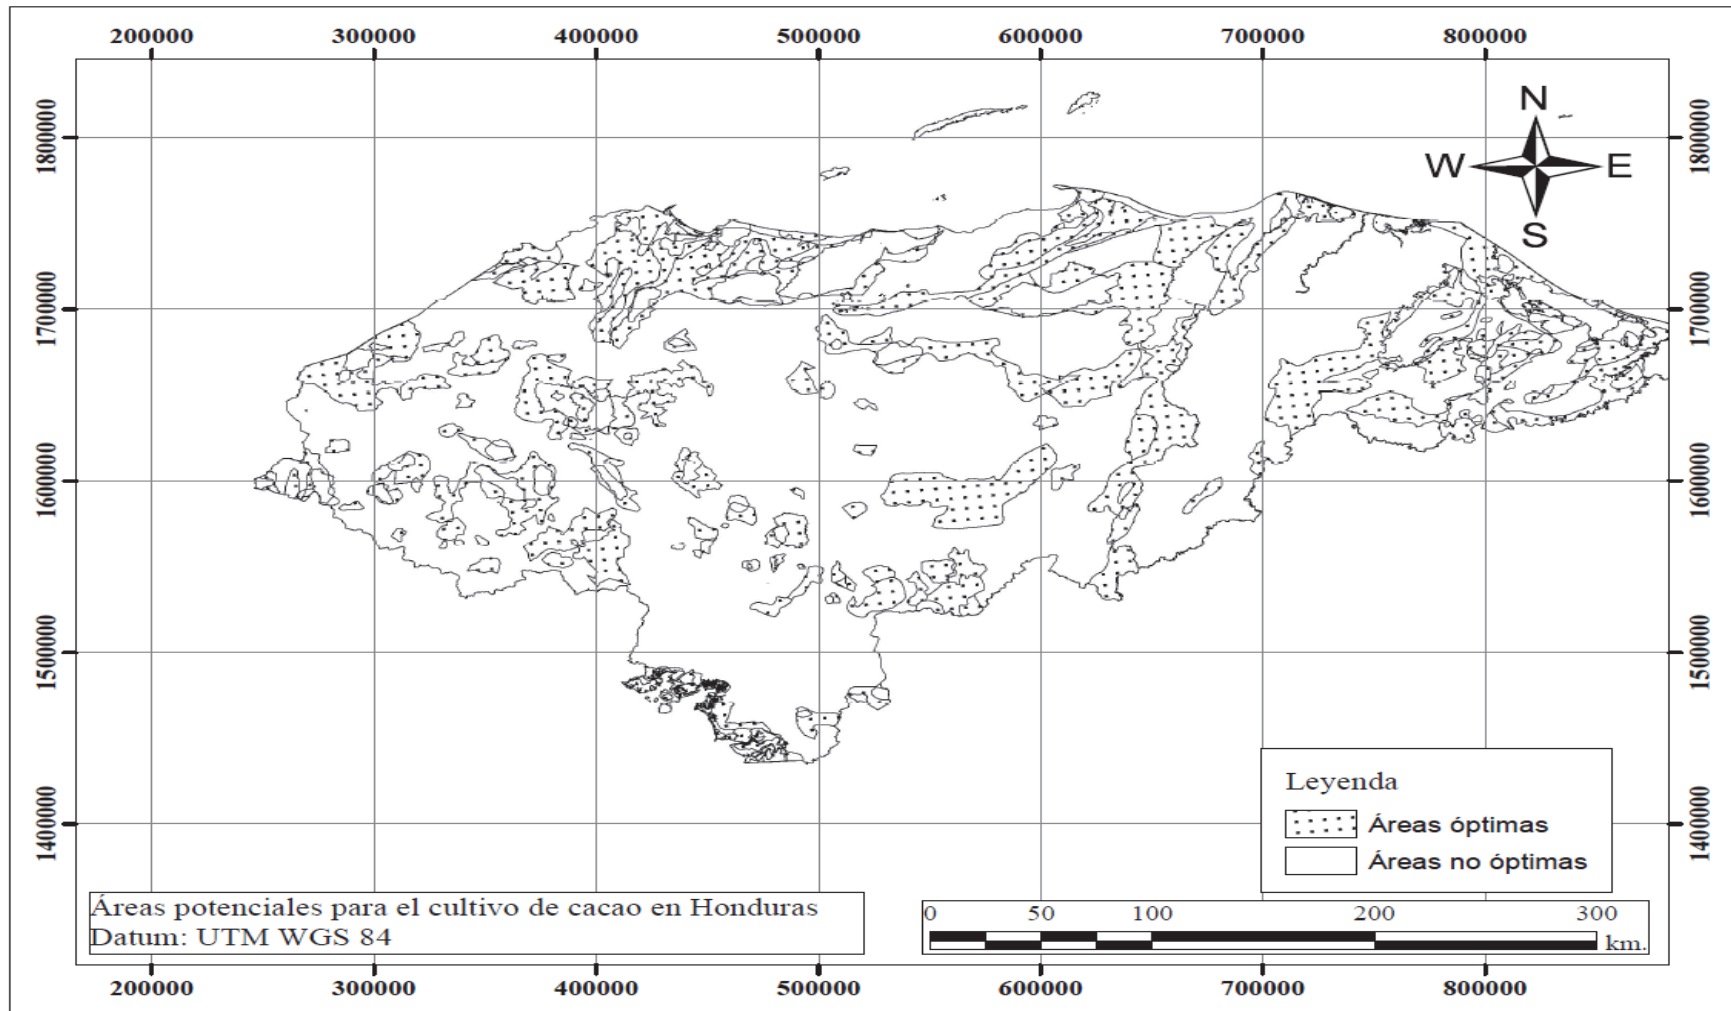 200000 300000 400000 500000 600000 700000 800000
1800000 1800000
1700000 1700000
1600000 1600000
1500000 1500000
1400000 1400000
N
W E
S
Leyenda
Áreas óptimas
Áreas no óptimas
Áreas potenciales para el cultivo de cacao en Honduras
Datum: UTM WGS 84
0 50 100 200 300
km.
200000 300000 400000 500000 600000 700000 800000